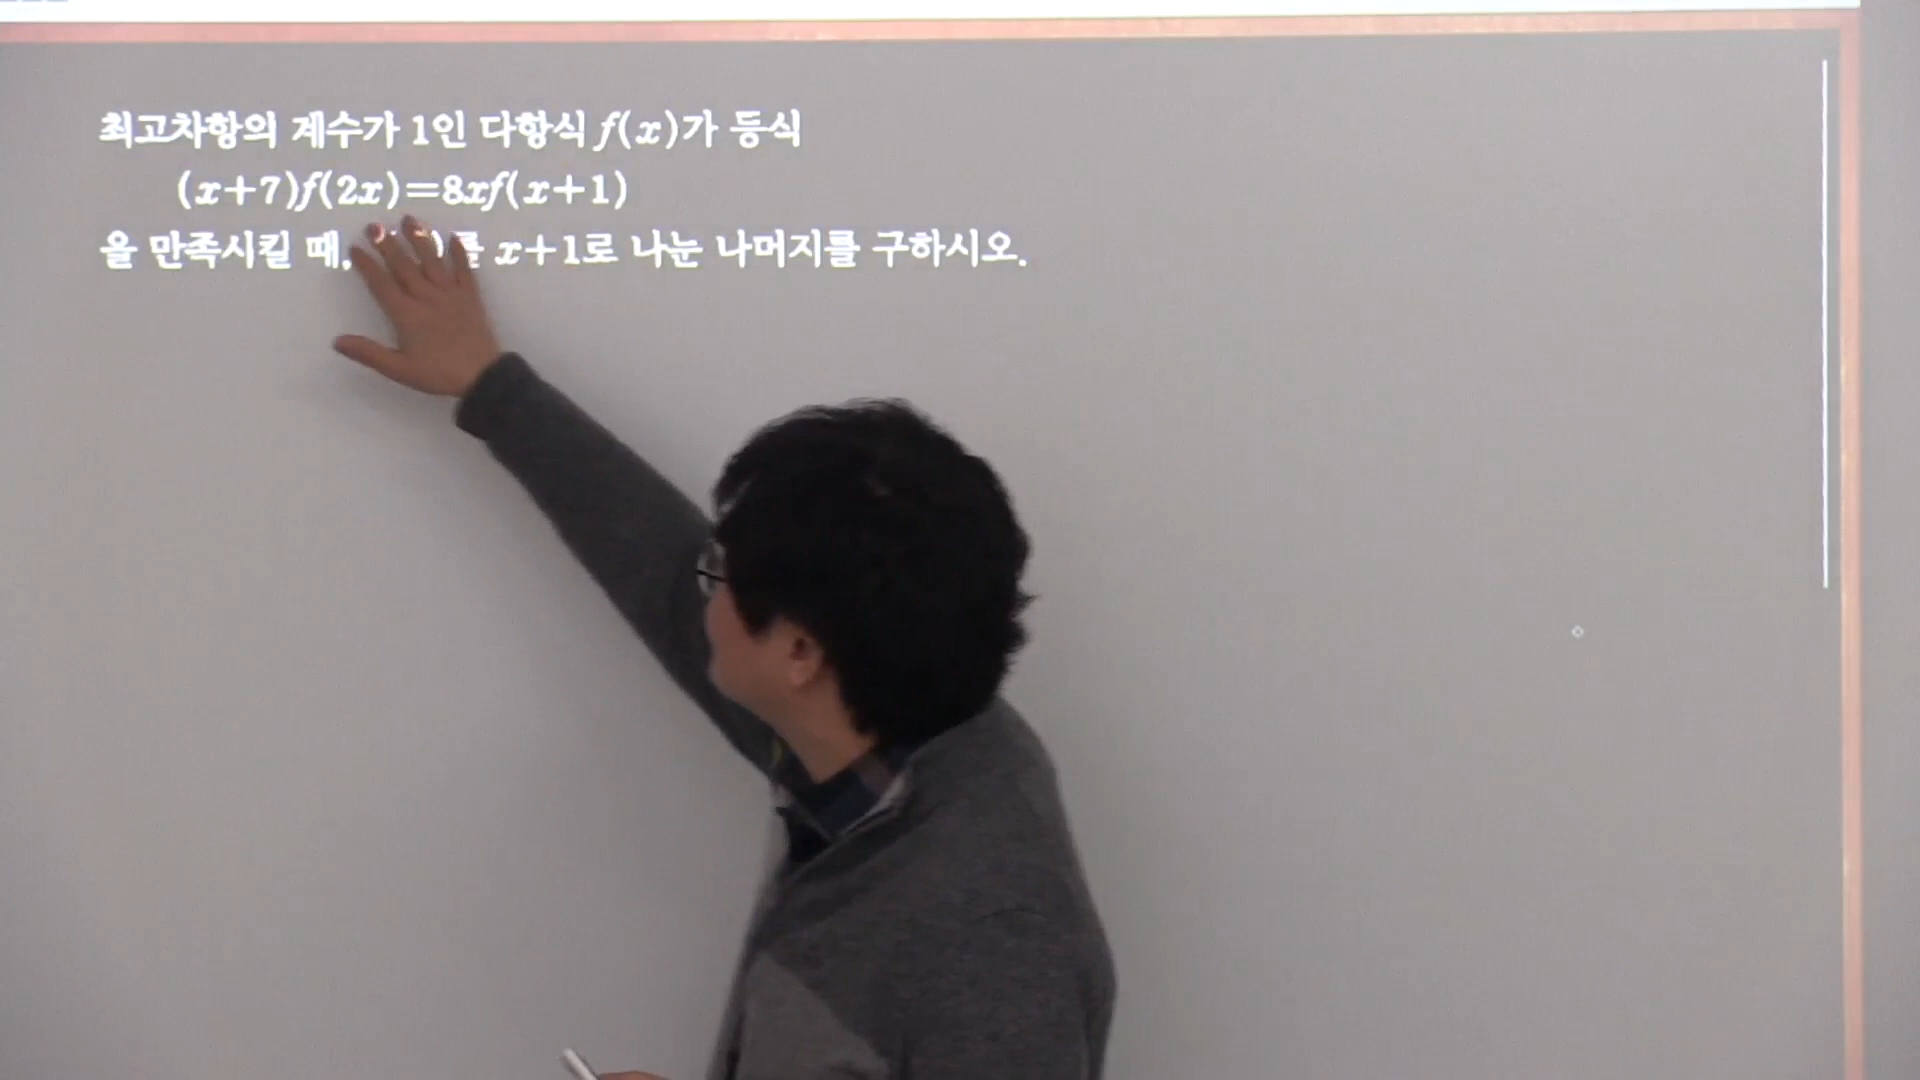 최고차항의 계수가 1인 다항식 f(x)가 등식
(x+7)f(2x)=8xf(x+1)
을 만족시킬 때, 를 x+1로 나눈 나머지를 구하시오.